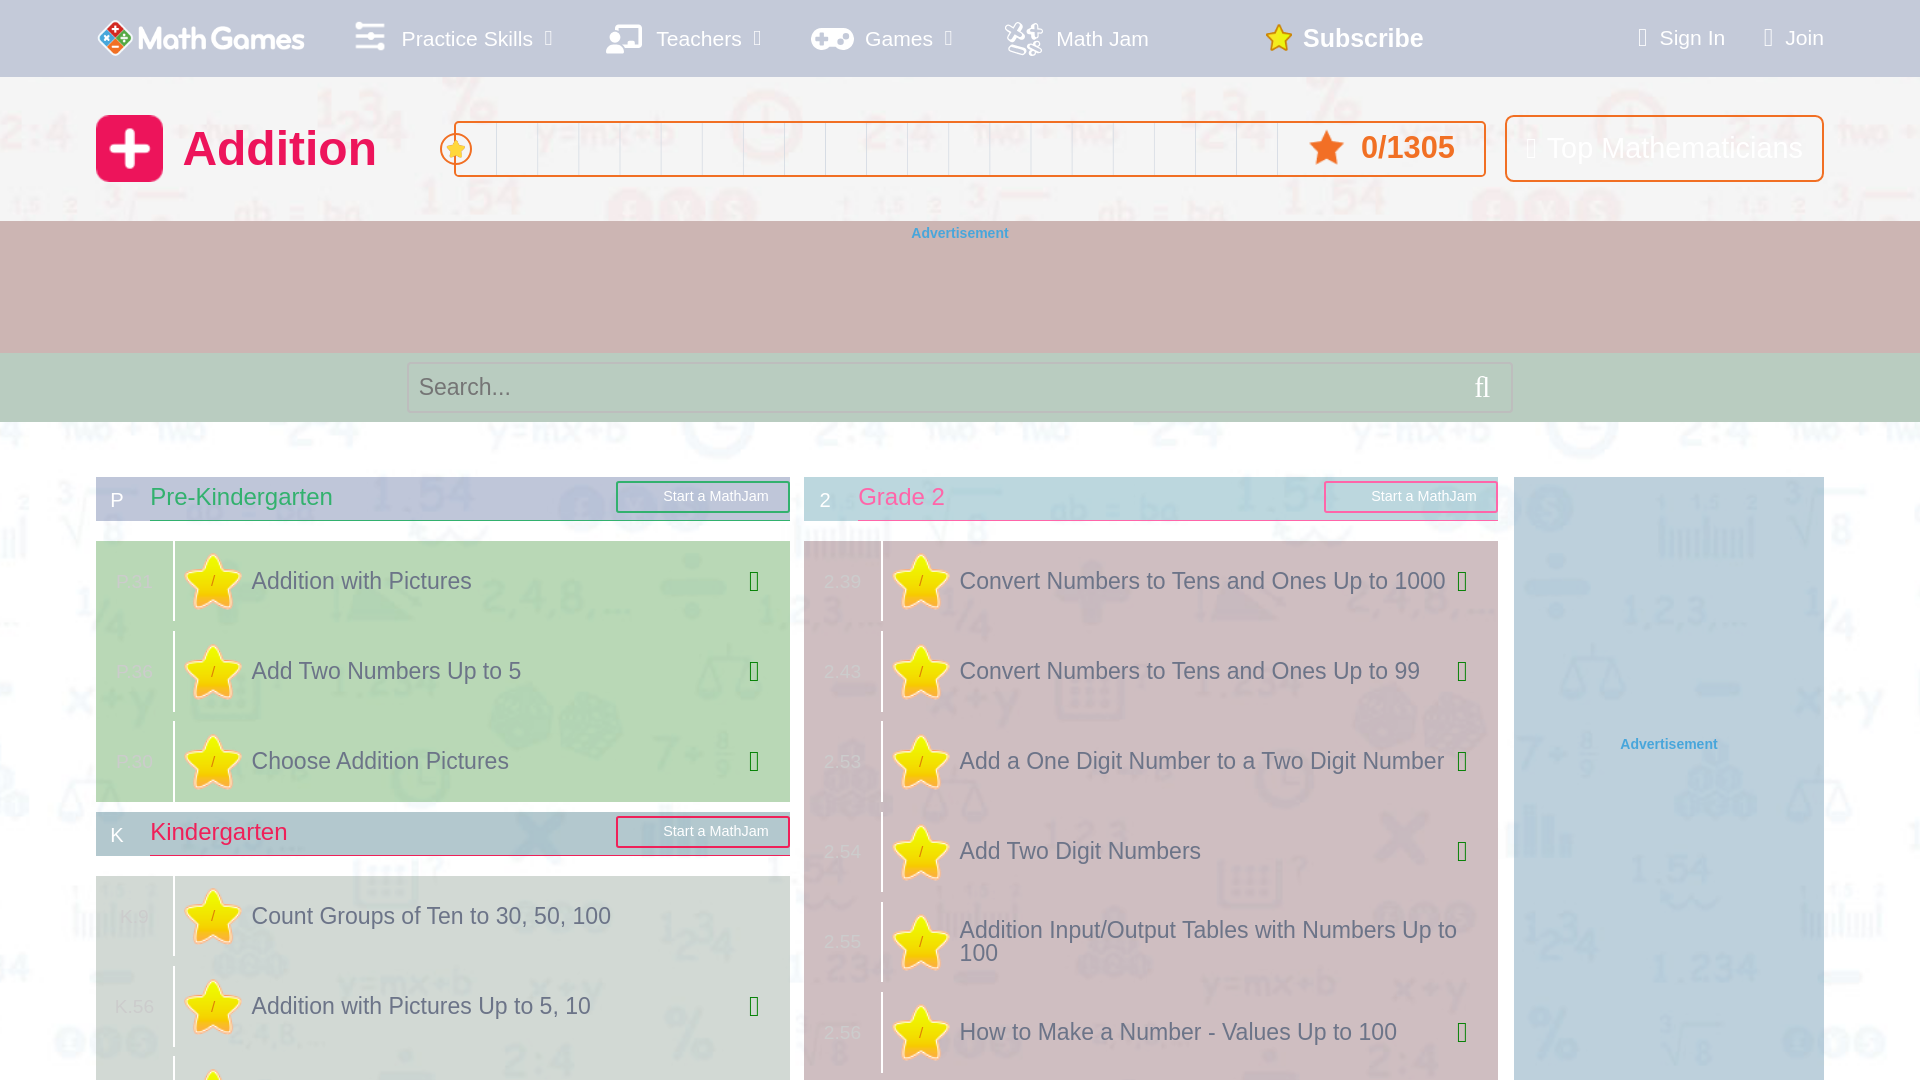 Math Games
Practice Skills
Teachers
Games
Math Jam
Subscribe
Sign In
Join
Addition
0/1305
Top Mathematicians
Advertisement
Search...
P
Pre-Kindergarten
Start a MathJam
/
Addition with Pictures
/
Add Two Numbers Up to 5
/
Choose Addition Pictures
K
Kindergarten
Start a MathJam
K.9
/
Count Groups of Ten to 30, 50, 100
K.56
/
Addition with Pictures Up to 5, 10
2
Grade 2
Start a MathJam
2.39
/
Convert Numbers to Tens and Ones Up to 1000
2.43
/
Convert Numbers to Tens and Ones Up to 99
2.53
/
Add a One Digit Number to a Two Digit Number
2.54
/
Add Two Digit Numbers
2.55
/
Addition Input/Output Tables with Numbers Up to
100
2.56
/
How to Make a Number - Values Up to 100
Advertisement